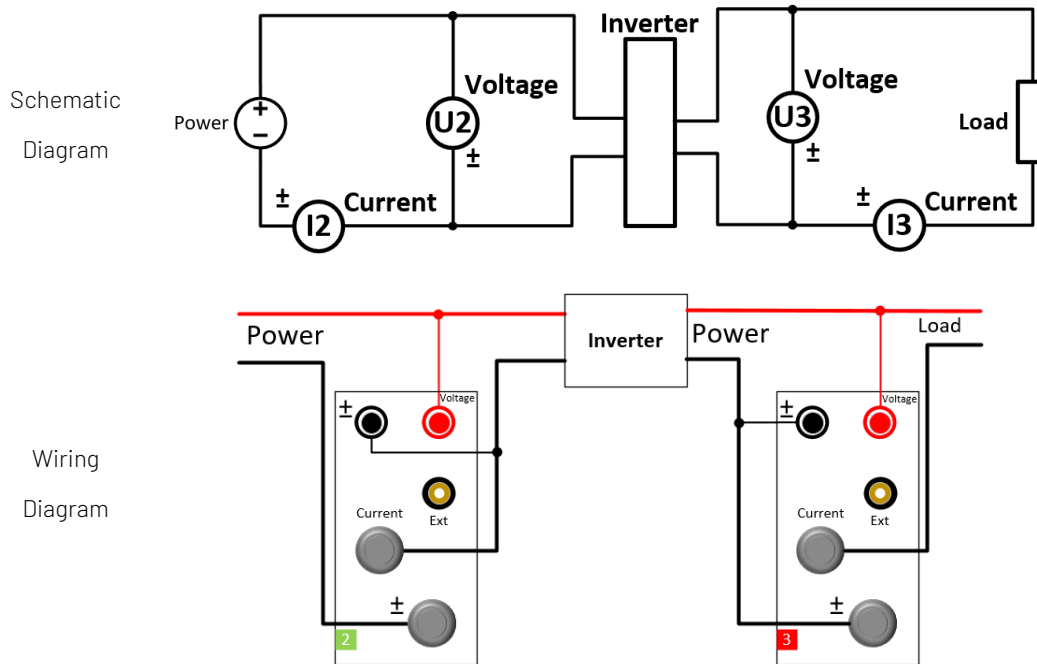 Schematic
Diagram
Inverter
Voltage
Voltage
Power
+
−
U2
±
U3
±
Load
±
Current
I2
±
Current
I3
Wiring
Diagram
Power
Inverter
Power
Load
±
Voltage
Current
Ext
±
2
±
Voltage
Current
Ext
±
3